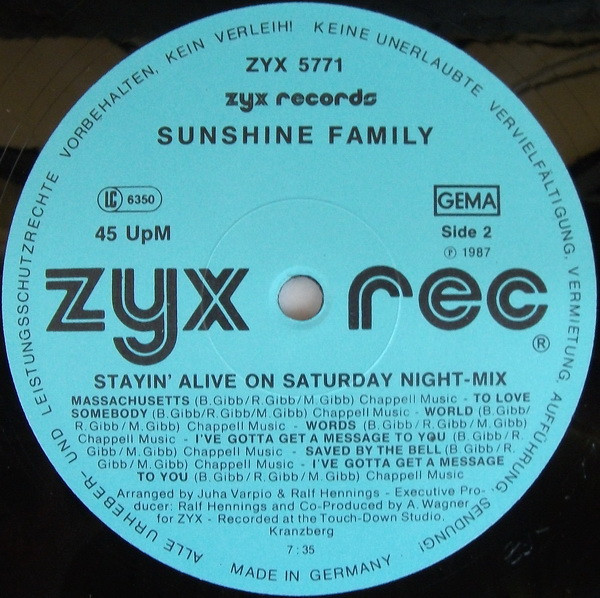 ALLE URHEBER- UND LEISTUNGSSCHUTZRECHTE VORBEHALTEN, KEIN VERLEIH! KEINE UNERLAUBTE VERVIELFÄLTIGUNG, VERMIETUNG, AUFFÜHRUNG, SENDUNG!
ZYX 5771
zyx records
SUNSHINE FAMILY
LC 6350
GEMA
45 UpM
Side 2
℗ 1987
zyx rec
®
STAYIN' ALIVE ON SATURDAY NIGHT-MIX
MASSACHUSETTS (B.Gibb/R.Gibb/M.Gibb) Chappell Music - TO LOVE
SOMEBODY (B.Gibb/R.Gibb/M.Gibb) Chappell Music - WORLD (B.Gibb/
R.Gibb/M.Gibb) Chappell Music - WORDS (B.Gibb/R.Gibb/M.Gibb)
Chappell Music - I'VE GOTTA GET A MESSAGE TO YOU (B.Gibb/R.
Gibb/M.Gibb) Chappell Music - SAVED BY THE BELL (B.Gibb/R.
Gibb/M.Gibb) Chappell Music - I'VE GOTTA GET A MESSAGE
TO YOU (B.Gibb/R.Gibb/M.Gibb) Chappell Music
Arranged by Juha Varpio & Ralf Hennings - Executive Pro-
ducer: Ralf Hennings and Co-Produced by A. Wagner
for ZYX - Recorded at the Touch-Down Studio,
Kranzberg
7:35
MADE IN GERMANY